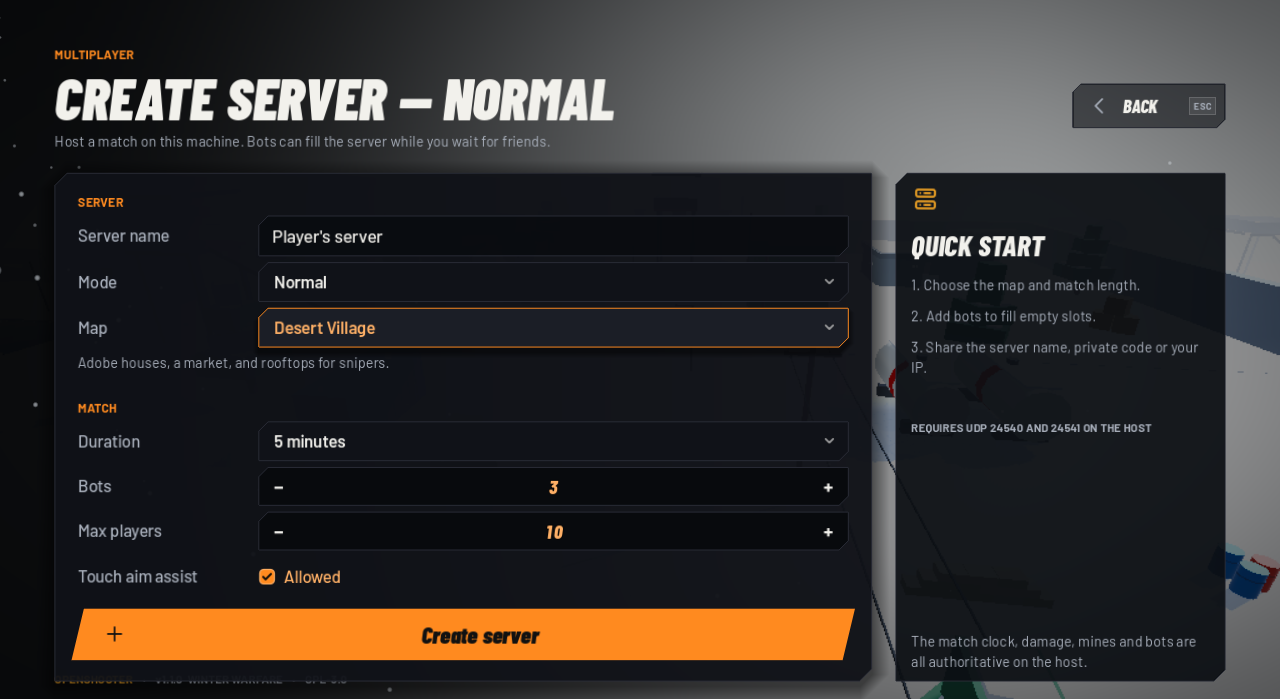 MULTIPLAYER
CREATE SERVER — NORMAL
Host a match on this machine. Bots can fill the server while you wait for friends.
BACK
ESC
SERVER
Server name
Player's server
Mode
Normal
Map
Desert Village
Adobe houses, a market, and rooftops for snipers.
MATCH
Duration
5 minutes
Bots
− 3 +
Max players
− 10 +
Touch aim assist
Allowed
+ Create server
QUICK START
1. Choose the map and match length.
2. Add bots to fill empty slots.
3. Share the server name, private code or your
IP.
REQUIRES UDP 24540 AND 24541 ON THE HOST
The match clock, damage, mines and bots are
all authoritative on the host.